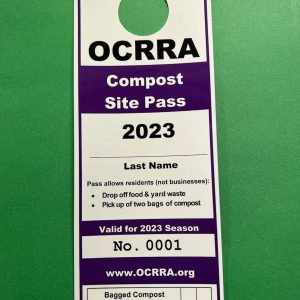 OCRRA
Compost
Site Pass
2023
Last Name
Pass allows residents (not businesses):
• Drop off food & yard waste
• Pick up of two bags of compost
Valid for 2023 Season
No. 0001
www.OCRRA.org
Bagged Compost